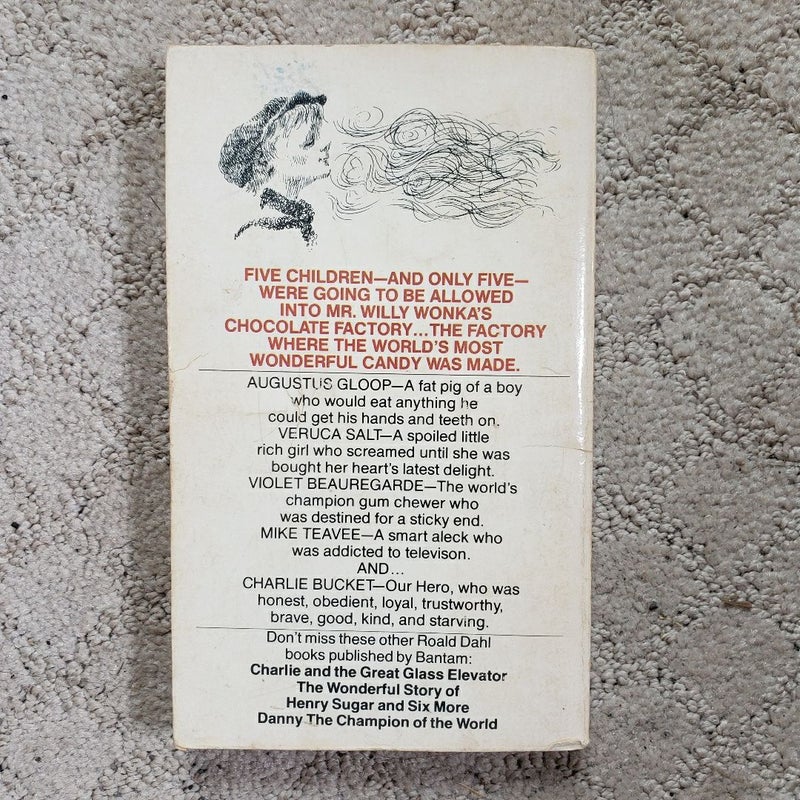 FIVE CHILDREN—AND ONLY FIVE—
WERE GOING TO BE ALLOWED
INTO MR. WILLY WONKA'S
CHOCOLATE FACTORY...THE FACTORY
WHERE THE WORLD'S MOST
WONDERFUL CANDY WAS MADE.
AUGUSTUS GLOOP—A fat pig of a boy
who would eat anything he
could get his hands and teeth on.
VERUCA SALT—A spoiled little
rich girl who screamed until she was
bought her heart's latest delight.
VIOLET BEAUREGARDE—The world's
champion gum chewer who
was destined for a sticky end.
MIKE TEAVEE—A smart aleck who
was addicted to televison.
AND...
CHARLIE BUCKET—Our Hero, who was
honest, obedient, loyal, trustworthy,
brave, good, kind, and starving.
Don't miss these other Roald Dahl
books published by Bantam:
Charlie and the Great Glass Elevator
The Wonderful Story of
Henry Sugar and Six More
Danny The Champion of the World